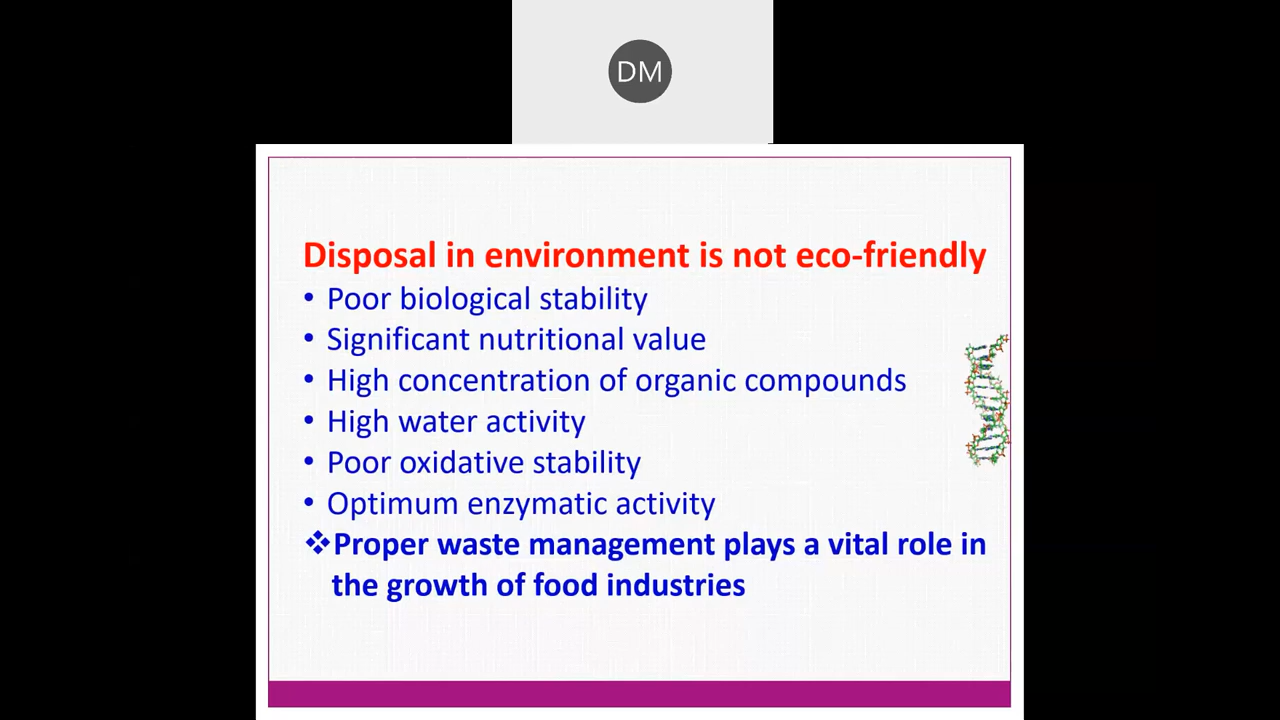 DM
Disposal in environment is not eco-friendly
• Poor biological stability
• Significant nutritional value
• High concentration of organic compounds
• High water activity
• Poor oxidative stability
• Optimum enzymatic activity
❖Proper waste management plays a vital role in
the growth of food industries